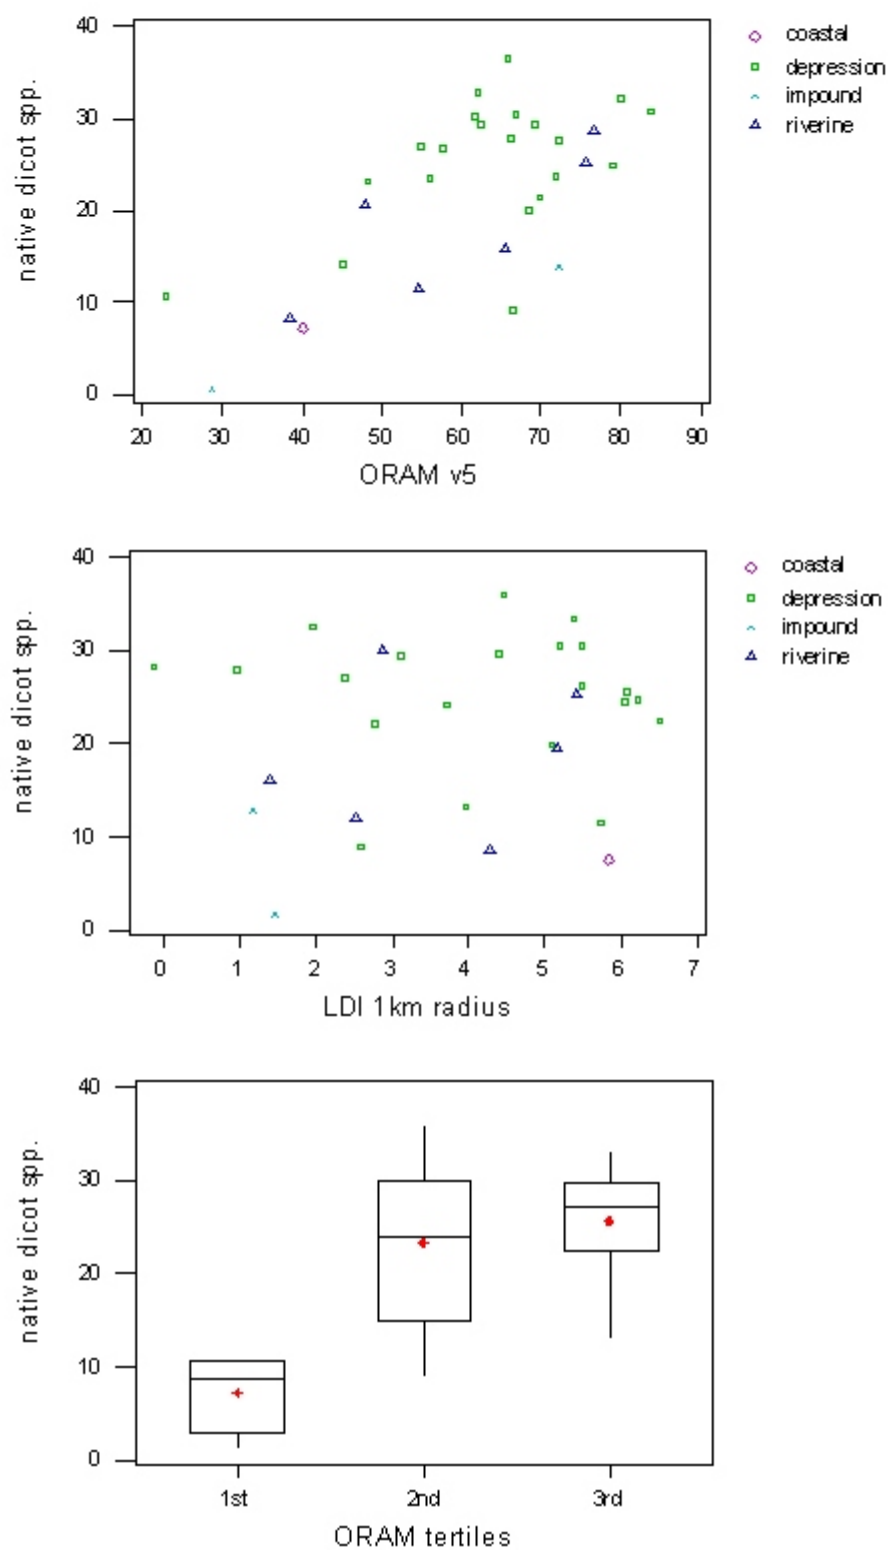 native dicot spp.
40
30
20
10
0
20 30 40 50 60 70 80 90
ORAM v5
coastal
depression
impound
riverine
native dicot spp.
40
30
20
10
0
0 1 2 3 4 5 6 7
LDI 1km radius
coastal
depression
impound
riverine
native dicot spp.
40
30
20
10
0
1st 2nd 3rd
ORAM tertiles